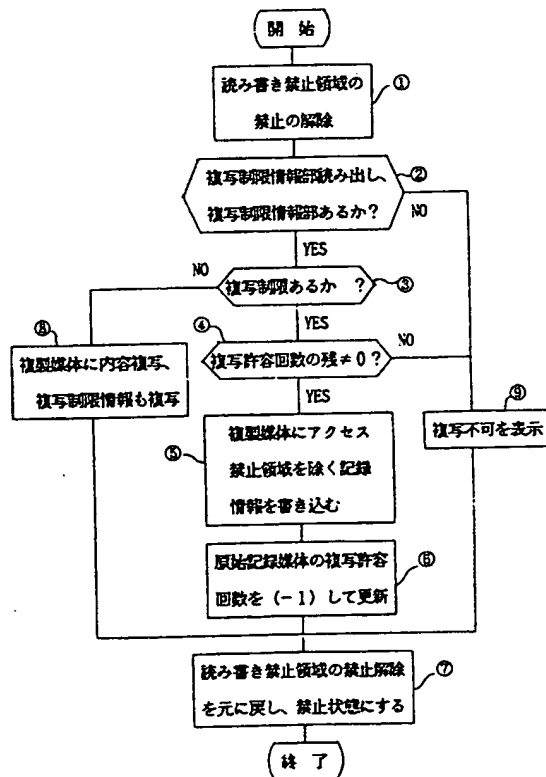 開 始
読み書き禁止領域の
禁止の解除
①
複写制限情報部読み出し、
複写制限情報部あるか?
②
NO
YES
NO
複写制限あるか ?
③
YES
④
複写許容回数の残≠0?
NO
⑧
複製媒体に内容複写、
複写制限情報も複写
YES
⑨
複写不可を表示
複製媒体にアクセス
禁止領域を除く記録
情報を書き込む
⑤
原始記録媒体の複写許容
回数を(-1)して更新
⑥
読み書き禁止領域の禁止解除
を元に戻し、禁止状態にする
⑦
終 了